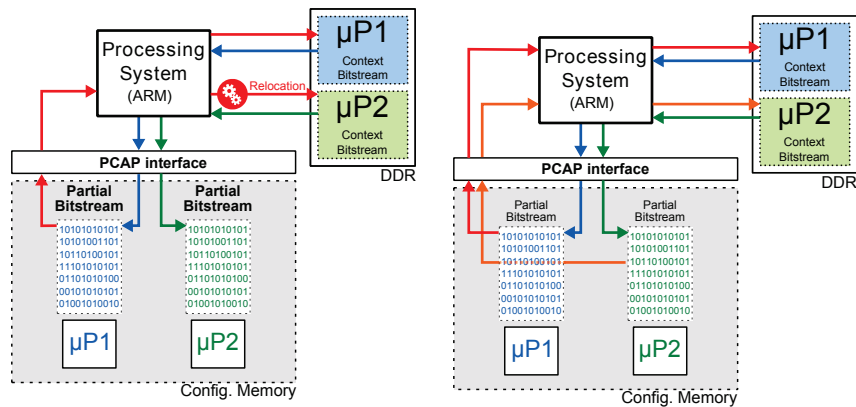 Processing
System
(ARM)
µP1
Context
Bitstream
Relocation
µP2
Context
Bitstream
DDR
PCAP interface
Partial
Bitstream
Partial
Bitstream
10101010101
10101001101
10110100101
11101010101
01101010100
00101010101
01001010010
10101010101
10101001101
10110100101
11101010101
01101010100
00101010101
01001010010
µP1
µP2
Config. Memory
Processing
System
(ARM)
µP1
Context
Bitstream
µP2
Context
Bitstream
DDR
PCAP interface
Partial
Bitstream
Partial
Bitstream
10101010101
10101001101
10110100101
11101010101
01101010100
00101010101
01001010010
10101010101
10101001101
10110100101
11101010101
01101010100
00101010101
01001010010
µP1
µP2
Config. Memory